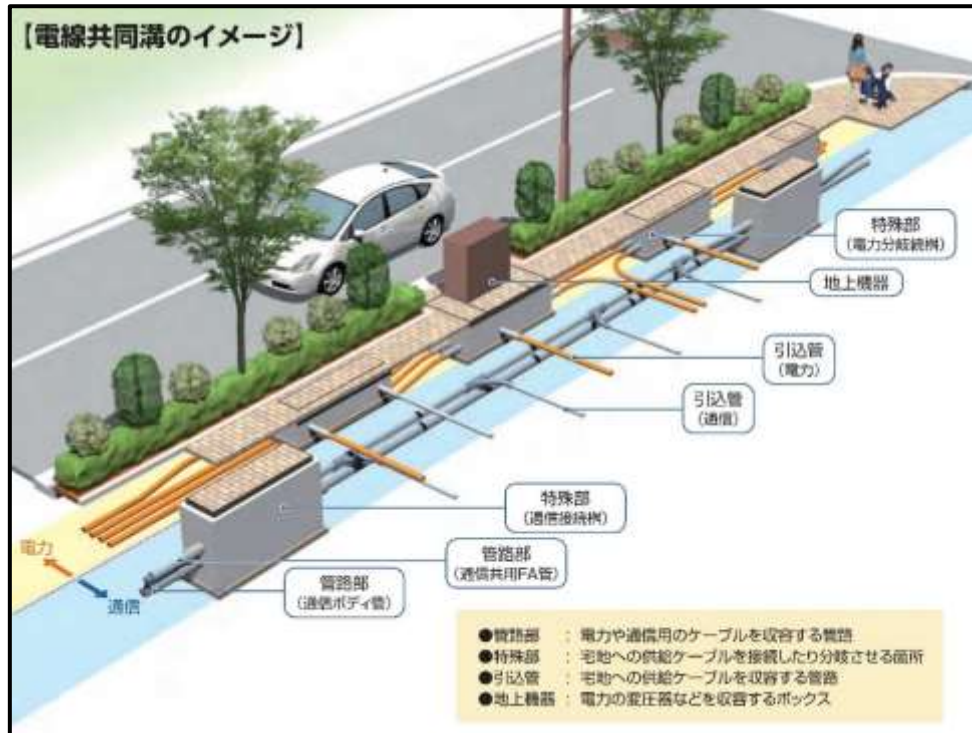 【電線共同溝のイメージ】
特殊部
(電力分岐接続桝)
地上機器
引込管
(電力)
引込管
(通信)
特殊部
(通信接続桝)
管路部
(通信共用FA管)
管路部
(通信ボディ管)
電力
通信
●管路部 : 電力や通信用のケーブルを収容する管路
●特殊部 : 宅地への供給ケーブルを接続したり分岐させる箇所
●引込管 : 宅地への供給ケーブルを収容する管路
●地上機器 : 電力の変圧器などを収容するボックス